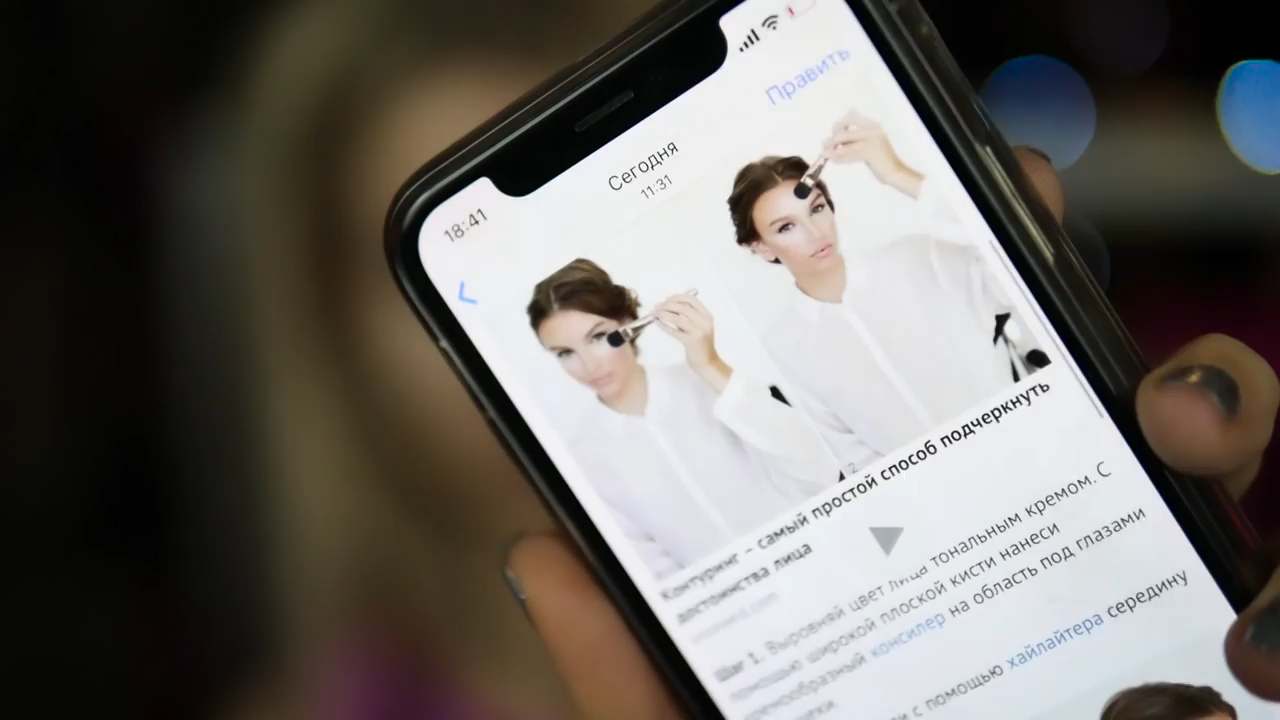 18:41
Править
Сегодня
11:31
Контуринг – самый простой способ подчеркнуть
достоинства лица
Шаг 1. Выровняй цвет лица тональным кремом. С
помощью широкой плоской кисти нанеси
кремообразный консилер на область под глазами
с помощью хайлайтера середину